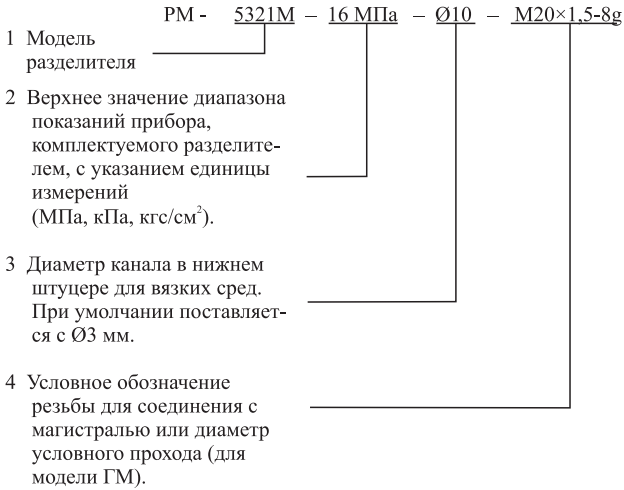 РМ - 5321М – 16 МПа – Ø10 – М20×1,5-8g
1 Модель
разделителя
2 Верхнее значение диапазона
показаний прибора,
комплектуемого разделите-
лем, с указанием единицы
измерений
(МПа, кПа, кгс/см²).
3 Диаметр канала в нижнем
штуцере для вязких сред.
При умолчании поставляет-
ся с Ø3 мм.
4 Условное обозначение
резьбы для соединения с
магистралью или диаметр
условного прохода (для
модели ГМ).